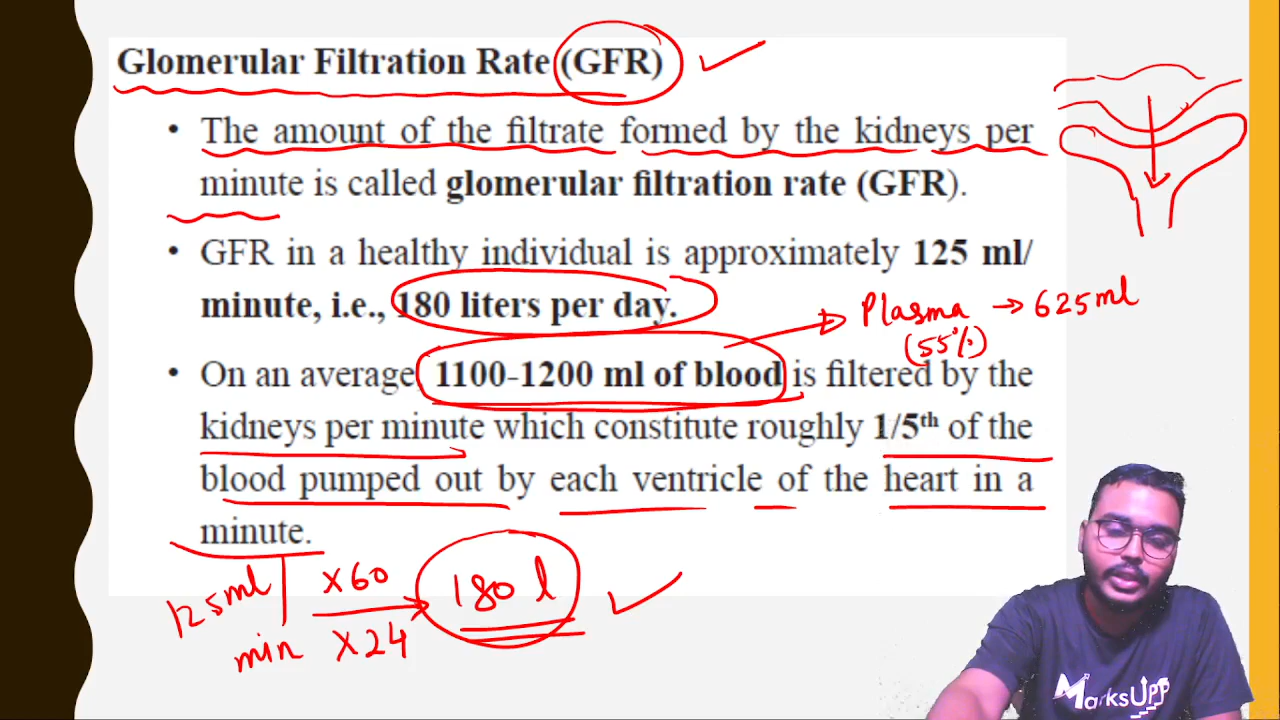 Glomerular Filtration Rate (GFR)
• The amount of the filtrate formed by the kidneys per
minute is called glomerular filtration rate (GFR).
• GFR in a healthy individual is approximately 125 ml/
minute, i.e., 180 liters per day.
Plasma → 625ml
(55%)
• On an average 1100-1200 ml of blood is filtered by the
kidneys per minute which constitute roughly 1/5th of the
blood pumped out by each ventricle of the heart in a
minute.
125ml/min ×60 ×24 → 180 l
MarksUPP